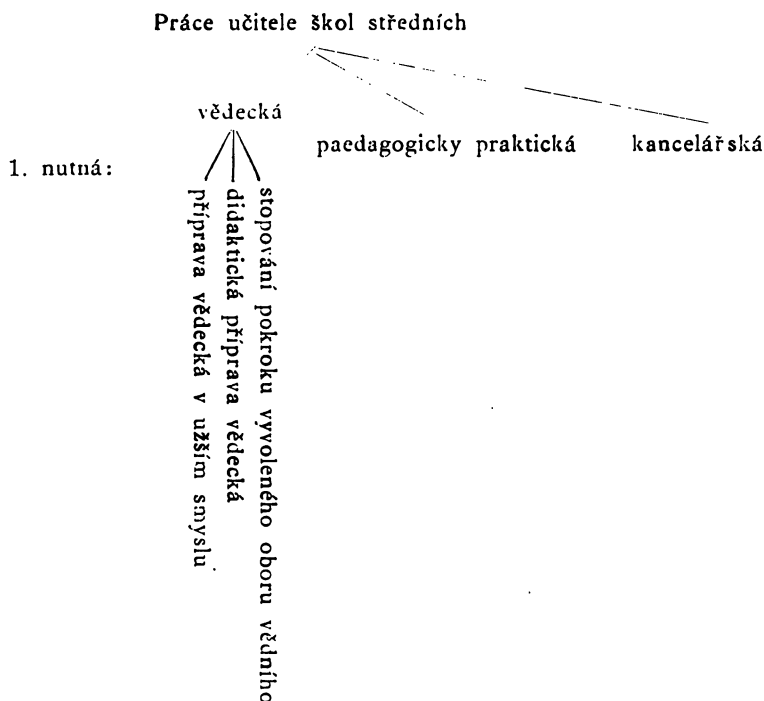 Práce učitele škol středních
vědecká
paedagogicky praktická
kancelářská
1. nutná:
příprava vědecká v užším smyslu
didaktická příprava vědecká
stopování pokroku vyvoleného oboru vědního